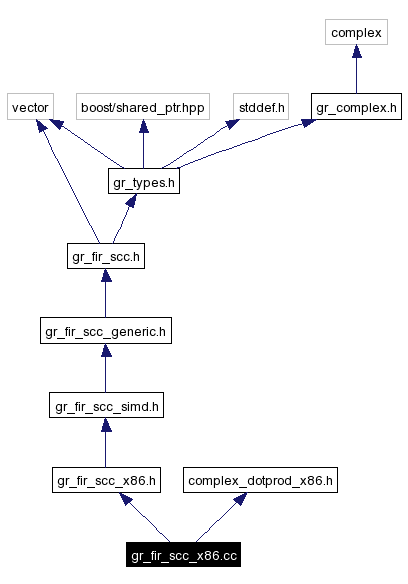 complex
vector
boost/shared_ptr.hpp
stddef.h
gr_complex.h
gr_types.h
gr_fir_scc.h
gr_fir_scc_generic.h
gr_fir_scc_simd.h
gr_fir_scc_x86.h
complex_dotprod_x86.h
gr_fir_scc_x86.cc